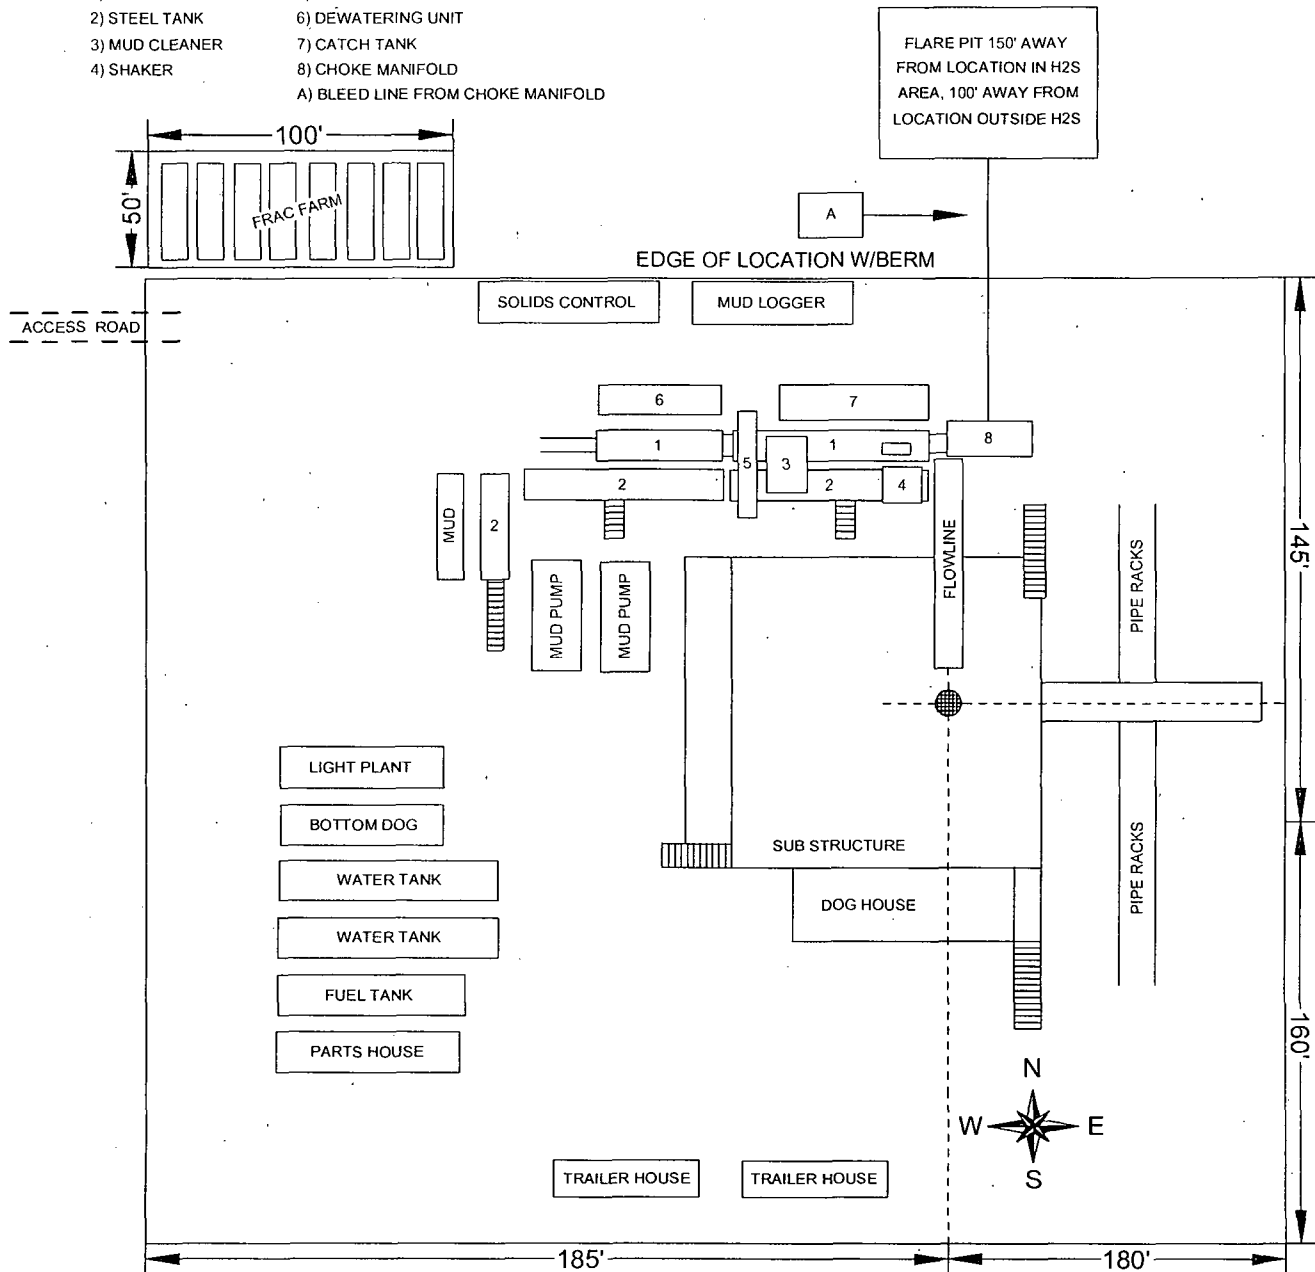 2) STEEL TANK
3) MUD CLEANER
4) SHAKER
6) DEWATERING UNIT
7) CATCH TANK
8) CHOKE MANIFOLD
A) BLEED LINE FROM CHOKE MANIFOLD
FLARE PIT 150' AWAY
FROM LOCATION IN H2S
AREA, 100' AWAY FROM
LOCATION OUTSIDE H2S
100'
50'
FRAC FARM
A
EDGE OF LOCATION W/BERM
SOLIDS CONTROL
MUD LOGGER
ACCESS ROAD
6
7
1
1
8
5
3
2
2
4
MUD
2
FLOWLINE
MUD PUMP
MUD PUMP
PIPE RACKS
145'
LIGHT PLANT
BOTTOM DOG
SUB STRUCTURE
WATER TANK
DOG HOUSE
PIPE RACKS
WATER TANK
FUEL TANK
PARTS HOUSE
160'
N
W
E
S
TRAILER HOUSE
TRAILER HOUSE
185'
180'